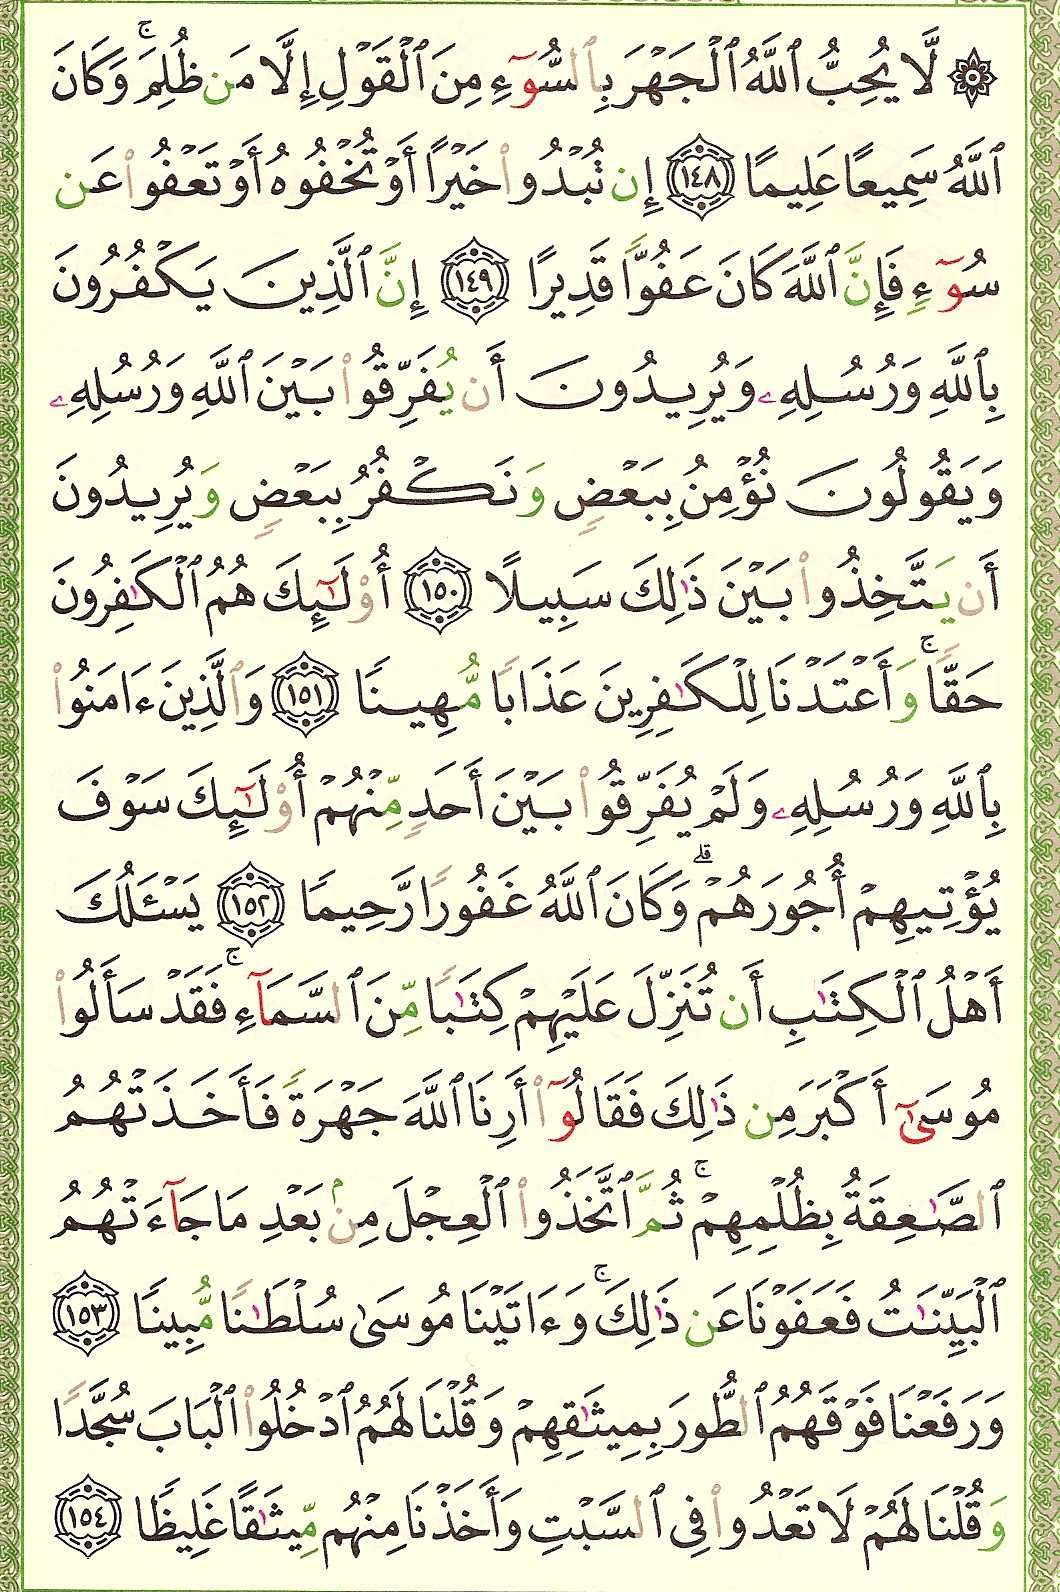 ۞ لَّا يُحِبُّ ٱللَّهُ ٱلْجَهْرَ بِٱلسُّوٓءِ مِنَ ٱلْقَوْلِ إِلَّا مَن ظُلِمَ ۚ وَكَانَ
ٱللَّهُ سَمِيعًا عَلِيمًا ١٤٨ إِن تُبْدُوا۟ خَيْرًا أَوْ تُخْفُوهُ أَوْ تَعْفُوا۟ عَن
سُوٓءٍ فَإِنَّ ٱللَّهَ كَانَ عَفُوًّا قَدِيرًا ١٤٩ إِنَّ ٱلَّذِينَ يَكْفُرُونَ
بِٱللَّهِ وَرُسُلِهِۦ وَيُرِيدُونَ أَن يُفَرِّقُوا۟ بَيْنَ ٱللَّهِ وَرُسُلِهِۦ
وَيَقُولُونَ نُؤْمِنُ بِبَعْضٍ وَنَكْفُرُ بِبَعْضٍ وَيُرِيدُونَ
أَن يَتَّخِذُوا۟ بَيْنَ ذَٰلِكَ سَبِيلًا ١٥٠ أُو۟لَـٰٓئِكَ هُمُ ٱلْكَـٰفِرُونَ
حَقًّا ۚ وَأَعْتَدْنَا لِلْكَـٰفِرِينَ عَذَابًا مُّهِينًا ١٥١ وَٱلَّذِينَ ءَامَنُوا۟
بِٱللَّهِ وَرُسُلِهِۦ وَلَمْ يُفَرِّقُوا۟ بَيْنَ أَحَدٍ مِّنْهُمْ أُو۟لَـٰٓئِكَ سَوْفَ
يُؤْتِيهِمْ أُجُورَهُمْ ۗ وَكَانَ ٱللَّهُ غَفُورًا رَّحِيمًا ١٥٢ يَسْـَٔلُكَ
أَهْلُ ٱلْكِتَـٰبِ أَن تُنَزِّلَ عَلَيْهِمْ كِتَـٰبًا مِّنَ ٱلسَّمَآءِ ۚ فَقَدْ سَأَلُوا۟
مُوسَىٰٓ أَكْبَرَ مِن ذَٰلِكَ فَقَالُوٓا۟ أَرِنَا ٱللَّهَ جَهْرَةً فَأَخَذَتْهُمُ
ٱلصَّـٰعِقَةُ بِظُلْمِهِمْ ۚ ثُمَّ ٱتَّخَذُوا۟ ٱلْعِجْلَ مِنۢ بَعْدِ مَا جَآءَتْهُمُ
ٱلْبَيِّنَـٰتُ فَعَفَوْنَا عَن ذَٰلِكَ ۚ وَءَاتَيْنَا مُوسَىٰ سُلْطَـٰنًا مُّبِينًا ١٥٣
وَرَفَعْنَا فَوْقَهُمُ ٱلطُّورَ بِمِيثَـٰقِهِمْ وَقُلْنَا لَهُمُ ٱدْخُلُوا۟ ٱلْبَابَ سُجَّدًا
وَقُلْنَا لَهُمْ لَا تَعْدُوا۟ فِى ٱلسَّبْتِ وَأَخَذْنَا مِنْهُم مِّيثَـٰقًا غَلِيظًا ١٥٤